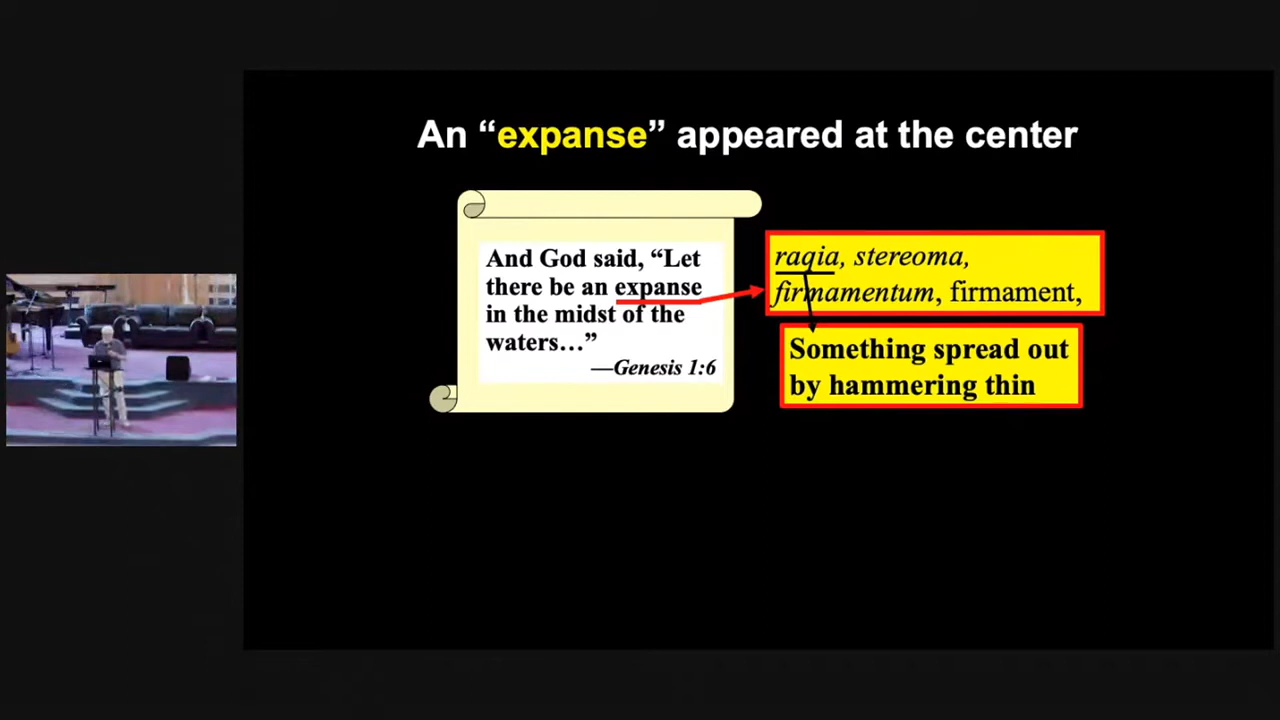 An “expanse” appeared at the center
And God said, “Let
there be an expanse
in the midst of the
waters…”
—Genesis 1:6
raqia, stereoma,
firmamentum, firmament,
Something spread out
by hammering thin